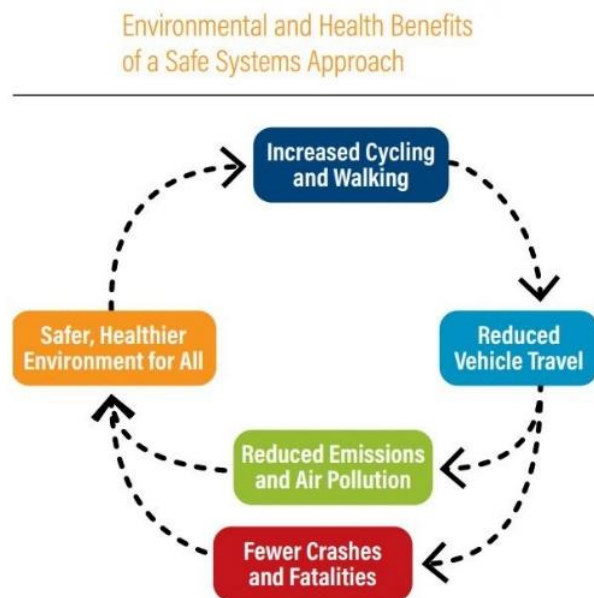 Environmental and Health Benefits
of a Safe Systems Approach
Increased Cycling
and Walking
Safer, Healthier
Environment for All
Reduced
Vehicle Travel
Reduced Emissions
and Air Pollution
Fewer Crashes
and Fatalities